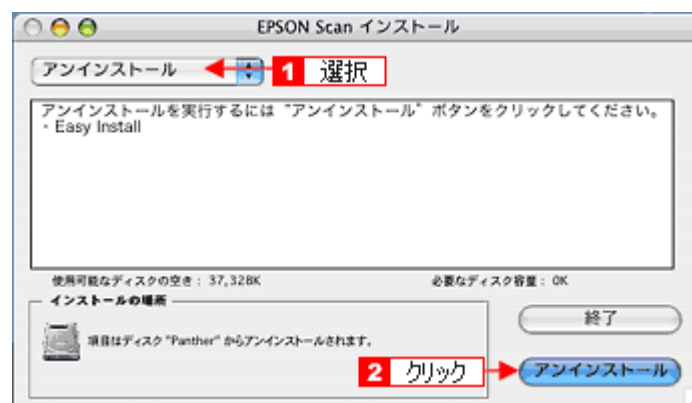 EPSON Scan インストール
アンインストール
1 選択
アンインストールを実行するには "アンインストール" ボタンをクリックしてください。
- Easy Install
使用可能なディスクの空き : 37,328K
必要なディスク容量 : 0K
インストールの場所
項目はディスク "Panther" からアンインストールされます。
終了
2 クリック
アンインストール